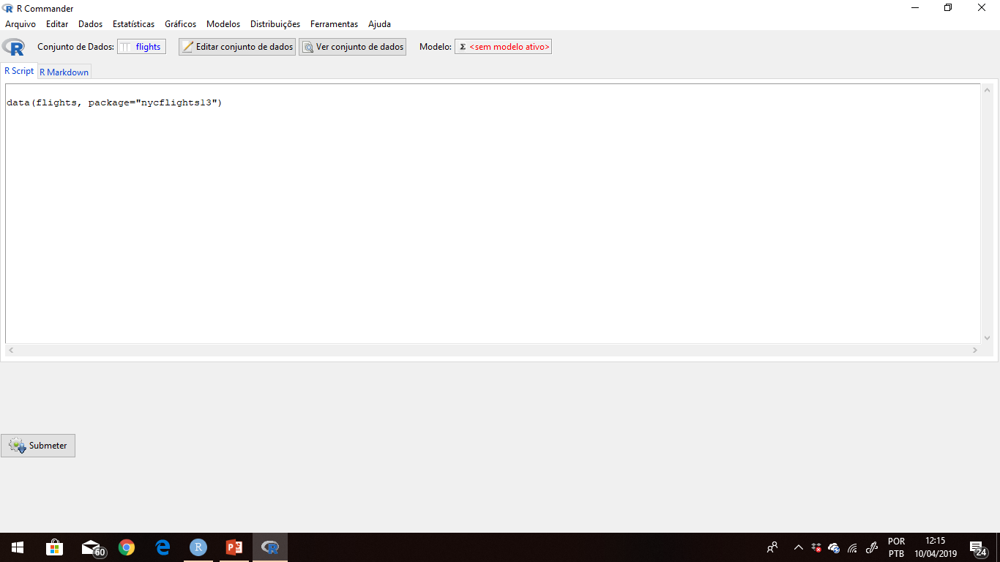 R Commander
Arquivo Editar Dados Estatísticas Gráficos Modelos Distribuições Ferramentas Ajuda
R Conjunto de Dados: flights Editar conjunto de dados Ver conjunto de dados Modelo: Σ <sem modelo ativo>
R Script R Markdown
data(flights, package="nycflights13")
Submeter
60 R P R POR 12:15
PTB 10/04/2019 24